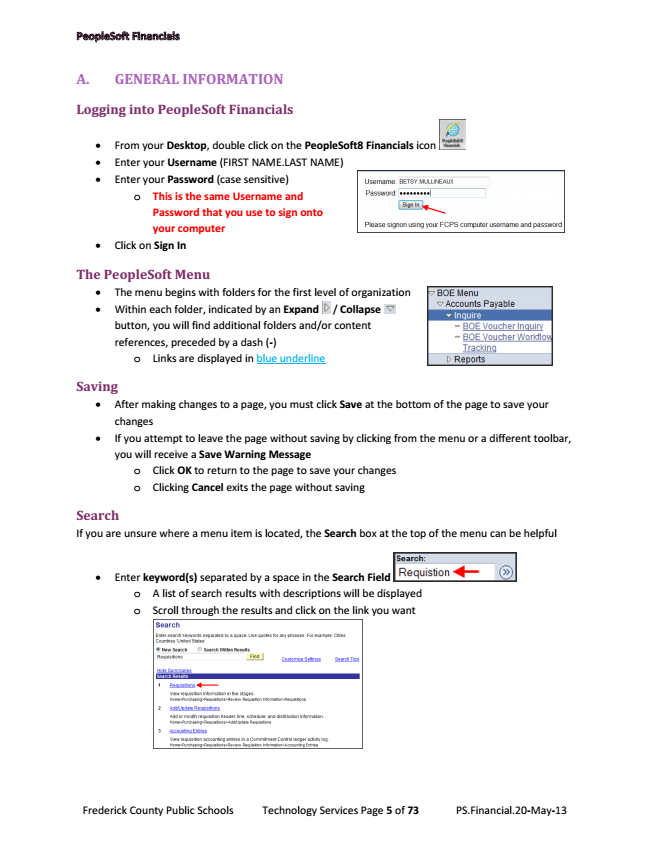 PeopleSoft Financials
A. GENERAL INFORMATION
Logging into PeopleSoft Financials
• From your Desktop, double click on the PeopleSoft8 Financials icon
• Enter your Username (FIRST NAME.LAST NAME)
• Enter your Password (case sensitive)
o This is the same Username and
Password that you use to sign onto
your computer
• Click on Sign In
Username: BETSY.MULLINEAUX
Password: •••••••••
Sign In
Please signon using your FCPS computer username and password
The PeopleSoft Menu
• The menu begins with folders for the first level of organization
• Within each folder, indicated by an Expand / Collapse
button, you will find additional folders and/or content
references, preceded by a dash (-)
o Links are displayed in blue underline
BOE Menu
Accounts Payable
Inquire
– BOE Voucher Inquiry
– BOE Voucher Workflow
Tracking
Reports
Saving
• After making changes to a page, you must click Save at the bottom of the page to save your
changes
• If you attempt to leave the page without saving by clicking from the menu or a different toolbar,
you will receive a Save Warning Message
o Click OK to return to the page to save your changes
o Clicking Cancel exits the page without saving
Search
If you are unsure where a menu item is located, the Search box at the top of the menu can be helpful
Search:
Requistion
• Enter keyword(s) separated by a space in the Search Field
o A list of search results with descriptions will be displayed
o Scroll through the results and click on the link you want
Search
Enter search keywords separated by a space. Use quotes for any phrases. For example: Cities
Countries 'United States'
New Search Search Within Results
Requisitions Find Customize Settings Search Tips
Hide Summaries
Search Results
1 Requisitions
View requisition information in five stages.
Home>Purchasing>Requisitions>Review Requisition Information>Requisitions
2 Add/Update Requisitions
Add or modify requisition header, line, schedule, and distribution information.
Home>Purchasing>Requisitions>Add/Update Requisitions
3 Accounting Entries
View requisition accounting entries in a Commitment Control ledger activity log.
Home>Purchasing>Requisitions>Review Requisition Information>Accounting Entries
Frederick County Public Schools Technology Services Page 5 of 73 PS.Financial.20-May-13